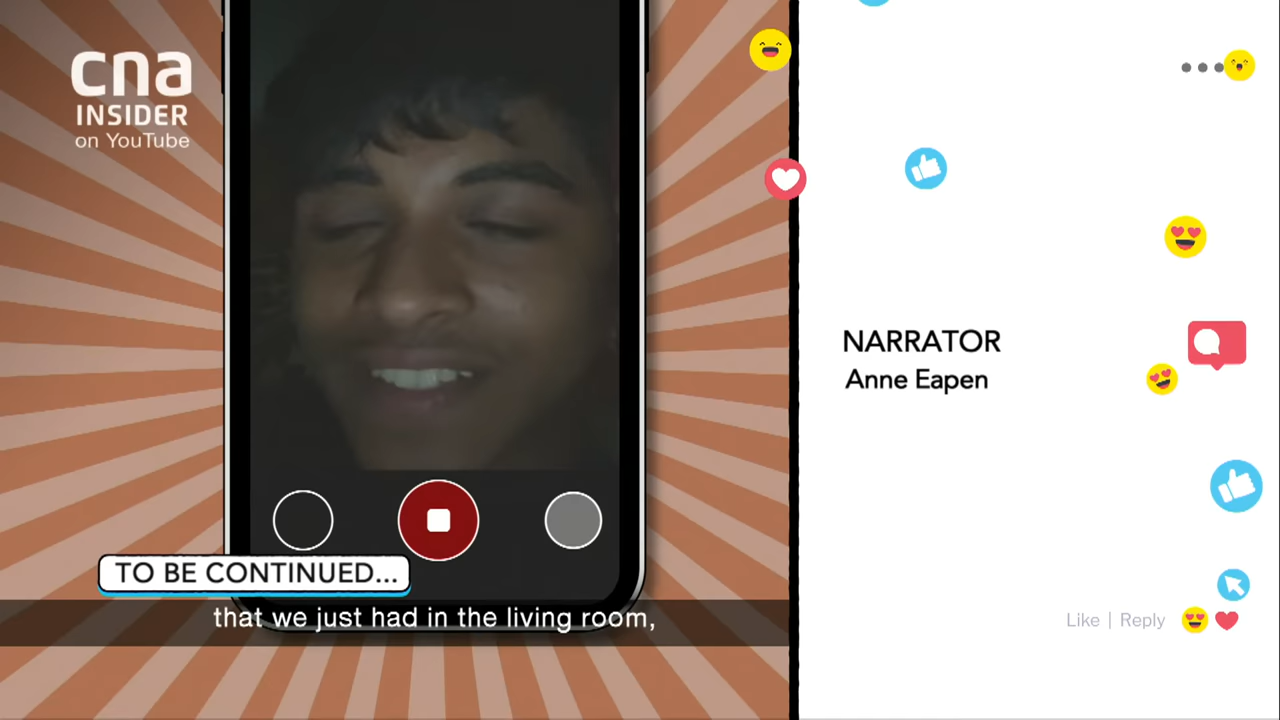 cna
INSIDER
on YouTube
TO BE CONTINUED...
that we just had in the living room,
NARRATOR
Anne Eapen
Like | Reply